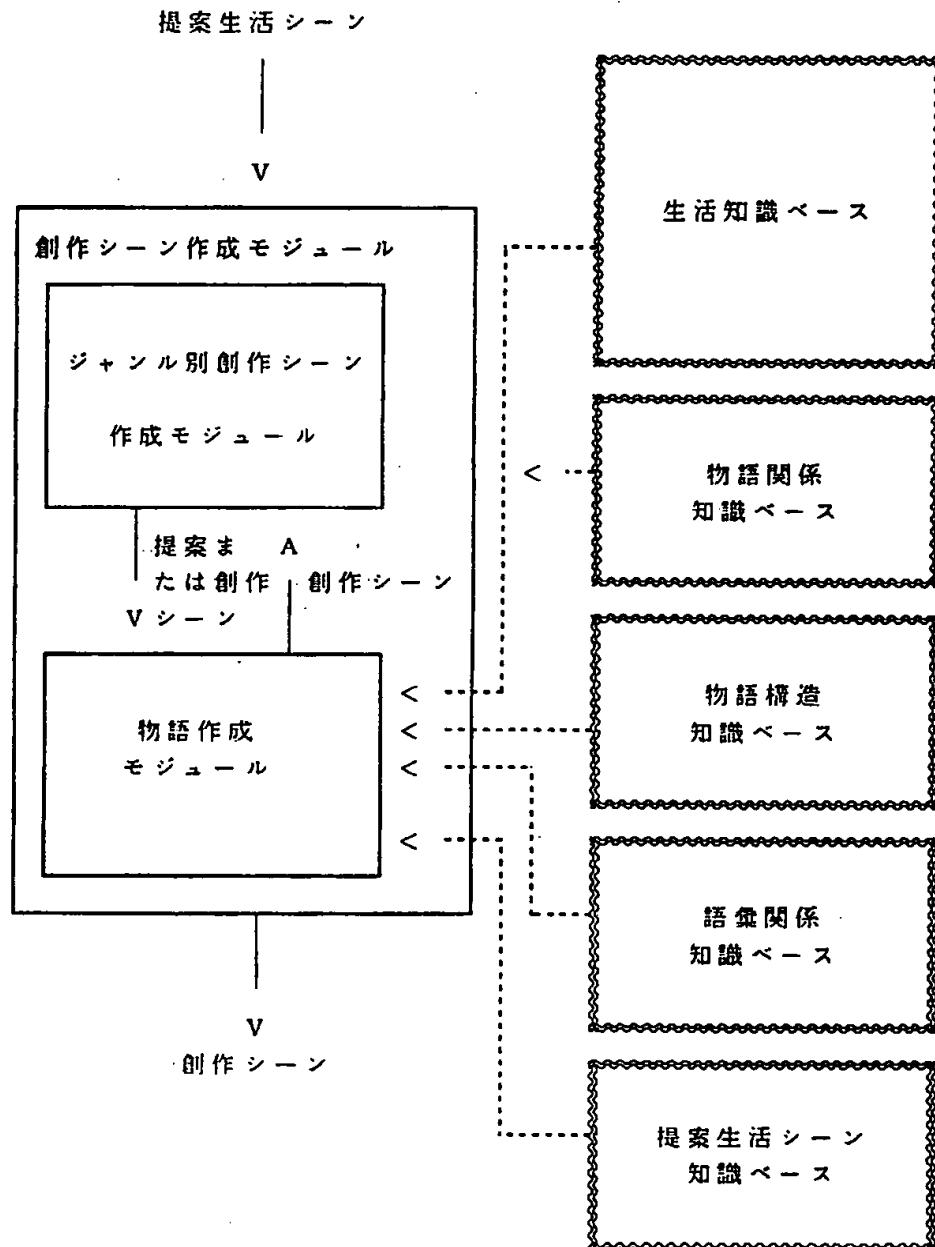 提案生活シーン
V
創作シーン作成モジュール
ジャンル別創作シーン
作成モジュール
提案ま
たは創作
V シーン
A
創作シーン
物語作成
モジュール
<
<
<
<
V
創作シーン
生活知識ベース
<
物語関係
知識ベース
物語構造
知識ベース
語彙関係
知識ベース
提案生活シーン
知識ベース